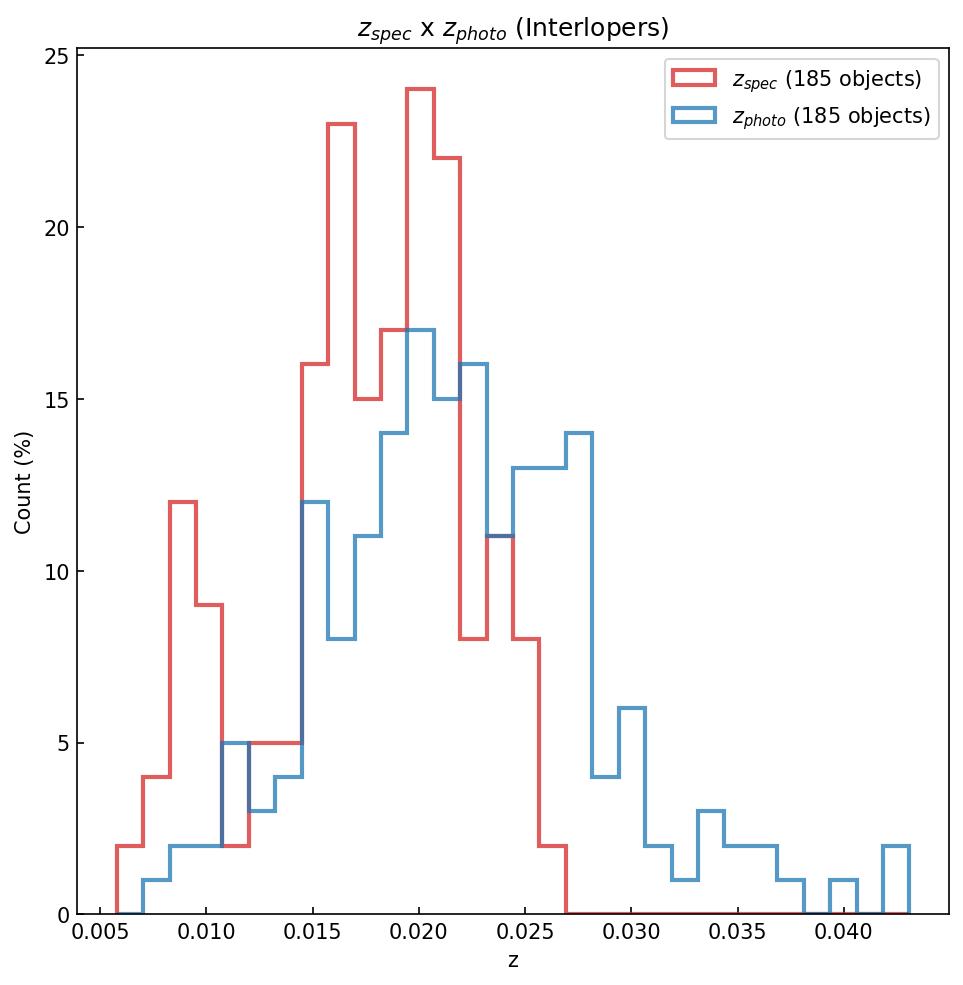 z_spec x z_photo (Interlopers)
z_spec (185 objects)
z_photo (185 objects)
Count (%)
25
20
15
10
5
0
0.005 0.010 0.015 0.020 0.025 0.030 0.035 0.040
z